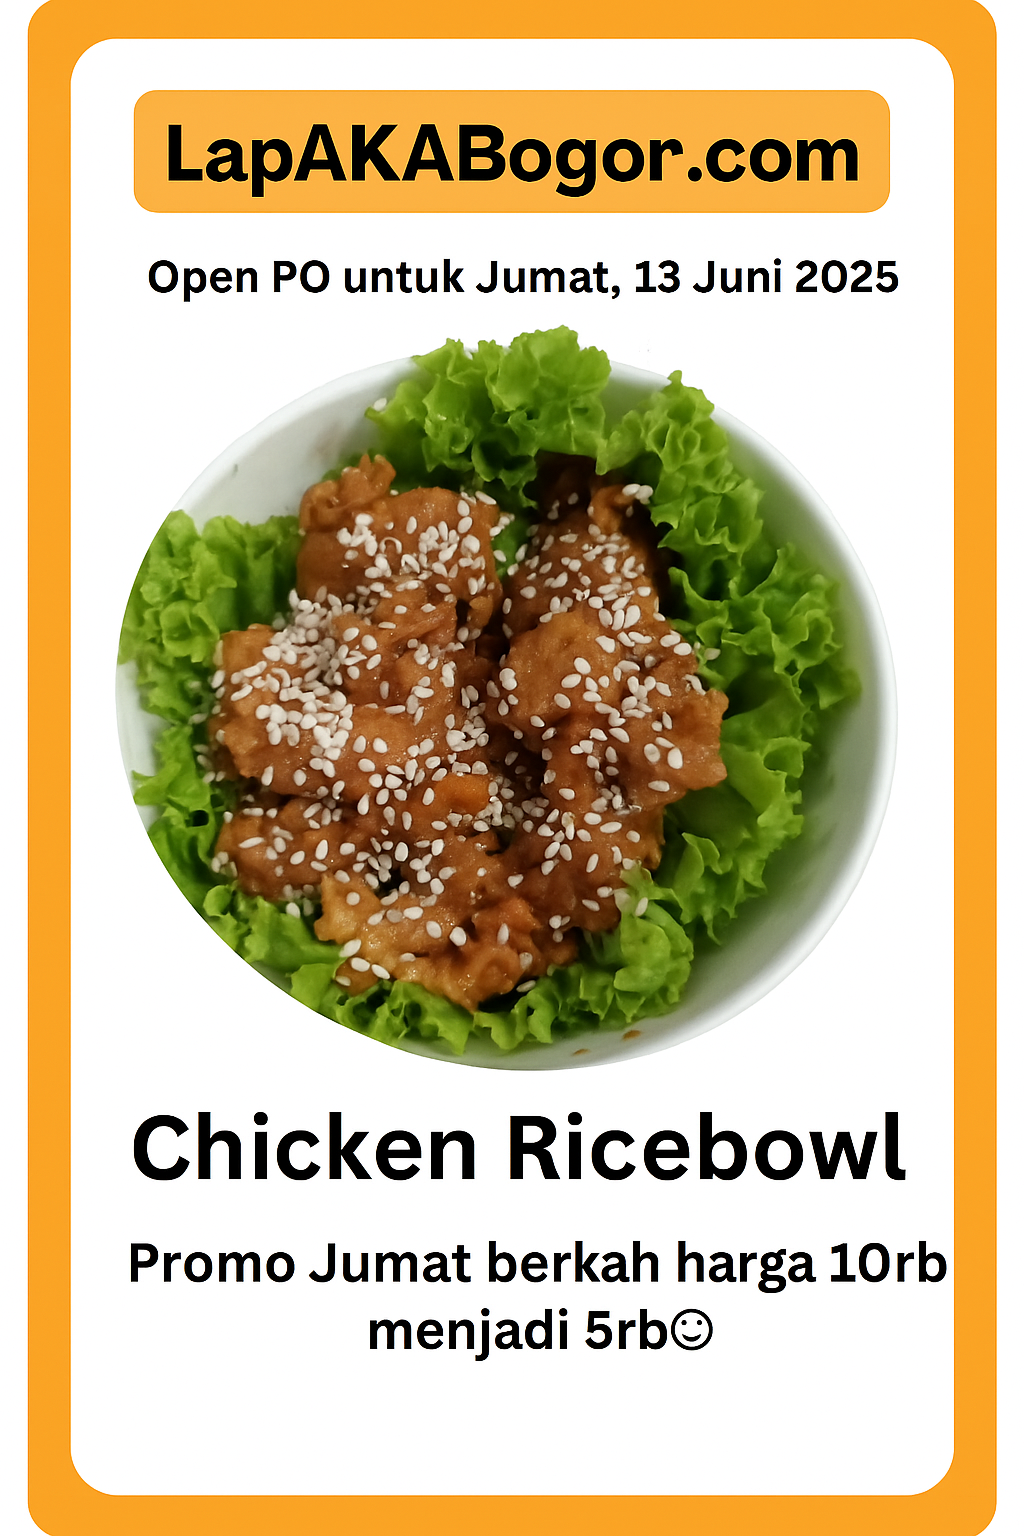 LapAKABogor.com
Open PO untuk Jumat, 13 Juni 2025
Chicken Ricebowl
Promo Jumat berkah harga 10rb
menjadi 5rb☺